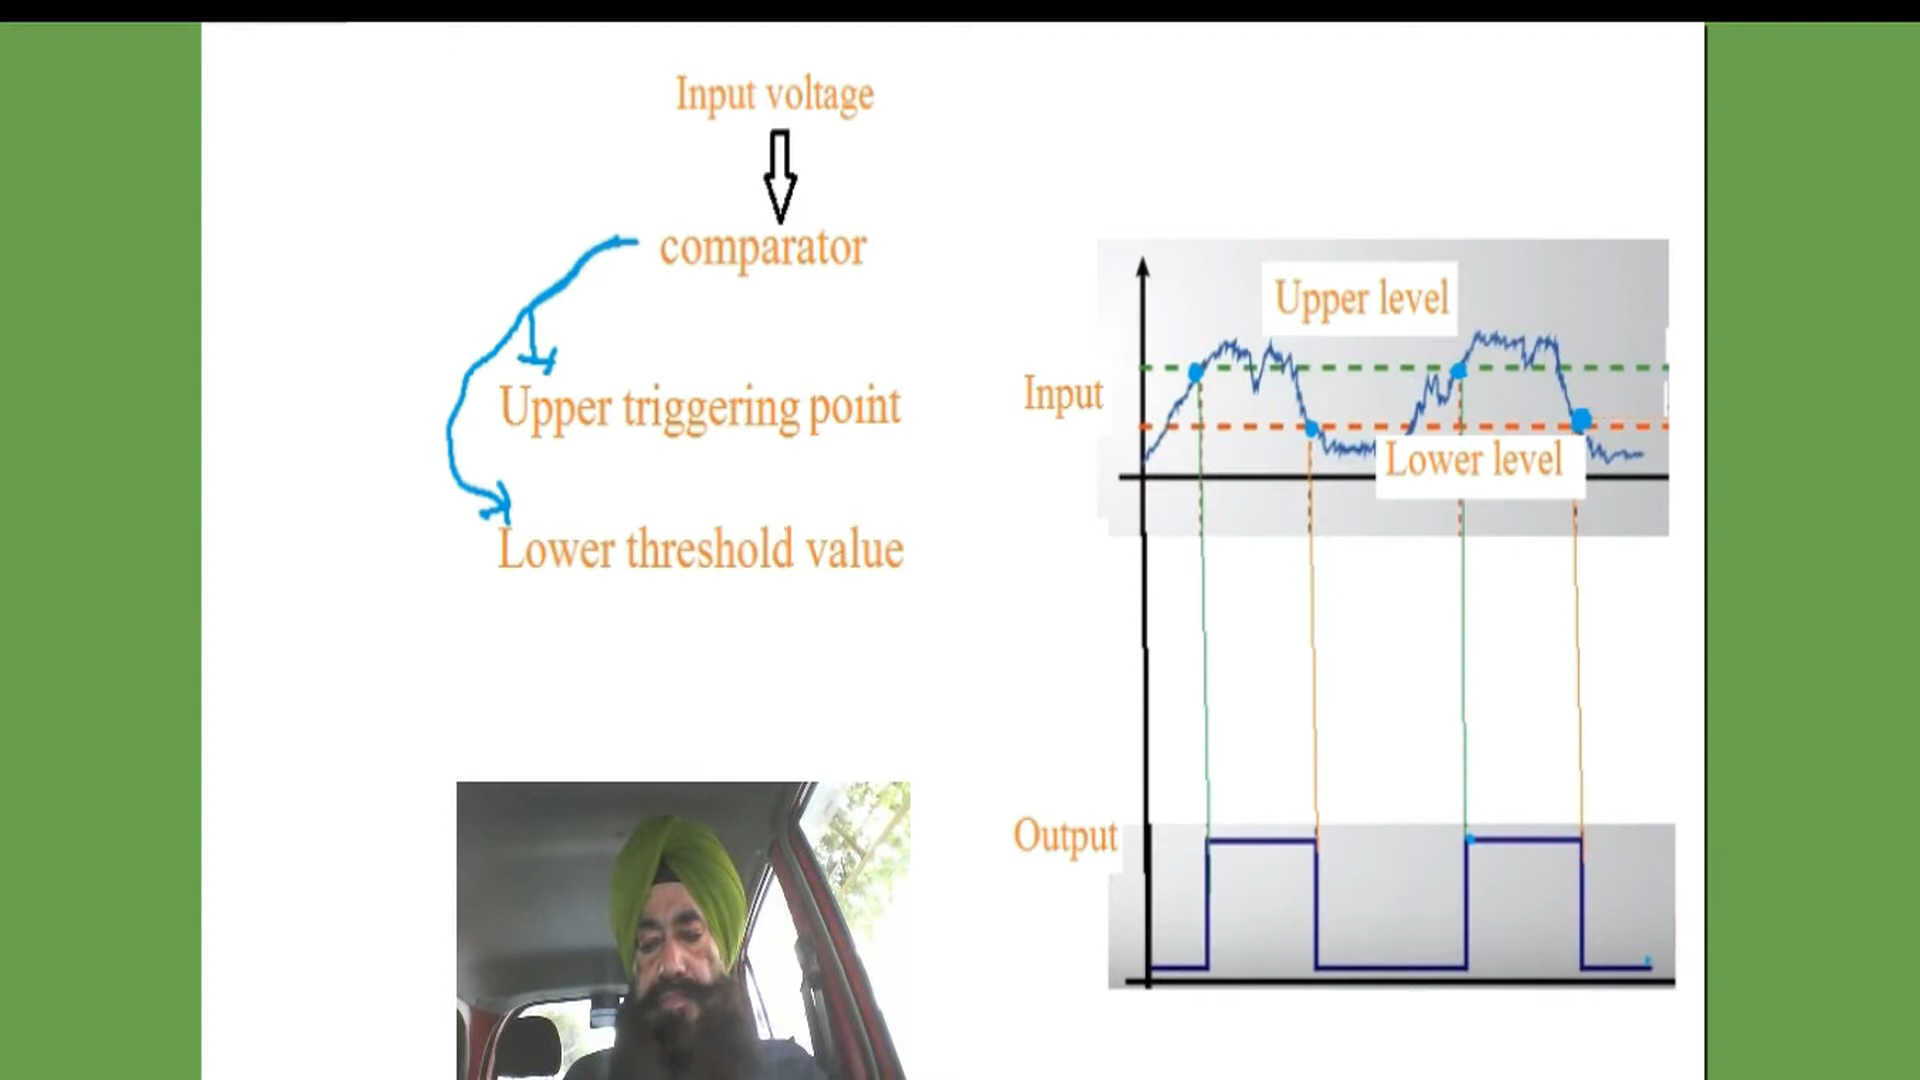 Input voltage
comparator
Upper triggering point
Lower threshold value
Upper level
Input
Lower level
Output